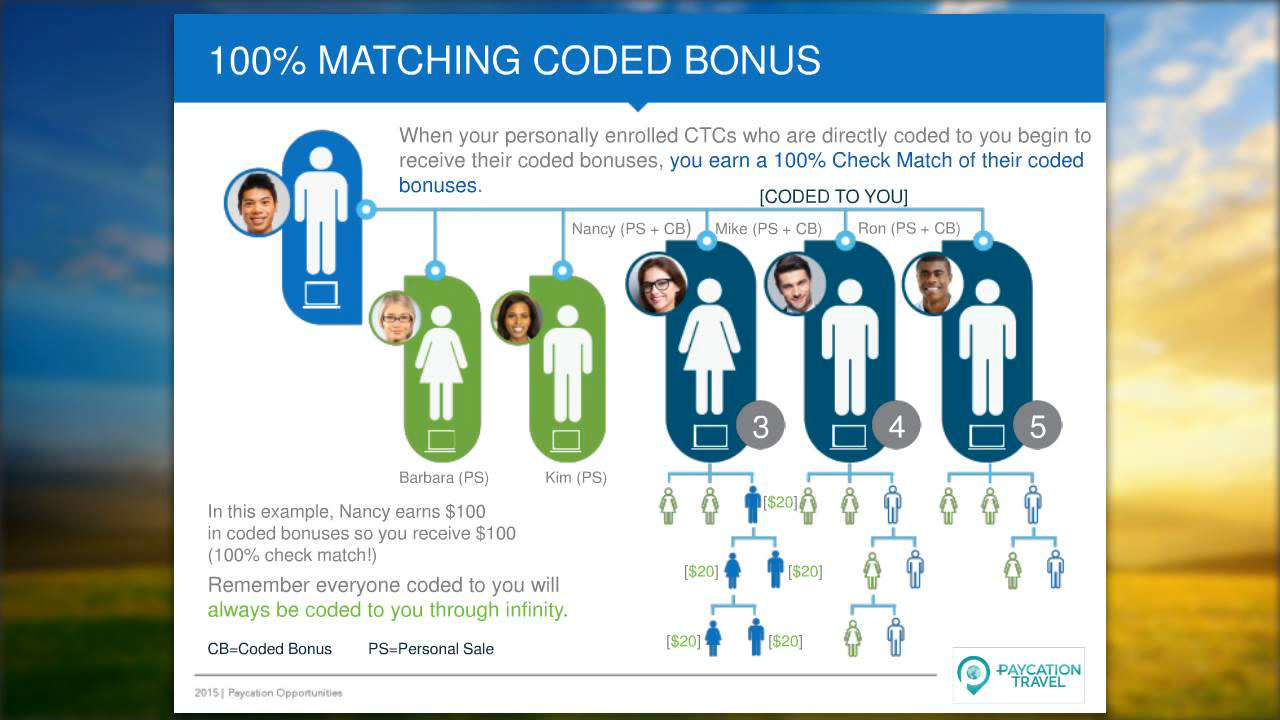 100% MATCHING CODED BONUS
When your personally enrolled CTCs who are directly coded to you begin to
receive their coded bonuses, you earn a 100% Check Match of their coded
bonuses.
[CODED TO YOU]
Nancy (PS + CB)
Mike (PS + CB)
Ron (PS + CB)
3
4
5
Barbara (PS)
Kim (PS)
[$20]
[$20]
[$20]
[$20]
[$20]
In this example, Nancy earns $100
in coded bonuses so you receive $100
(100% check match!)
Remember everyone coded to you will
always be coded to you through infinity.
CB=Coded Bonus
PS=Personal Sale
2015 | Paycation Opportunities
PAYCATION
TRAVEL